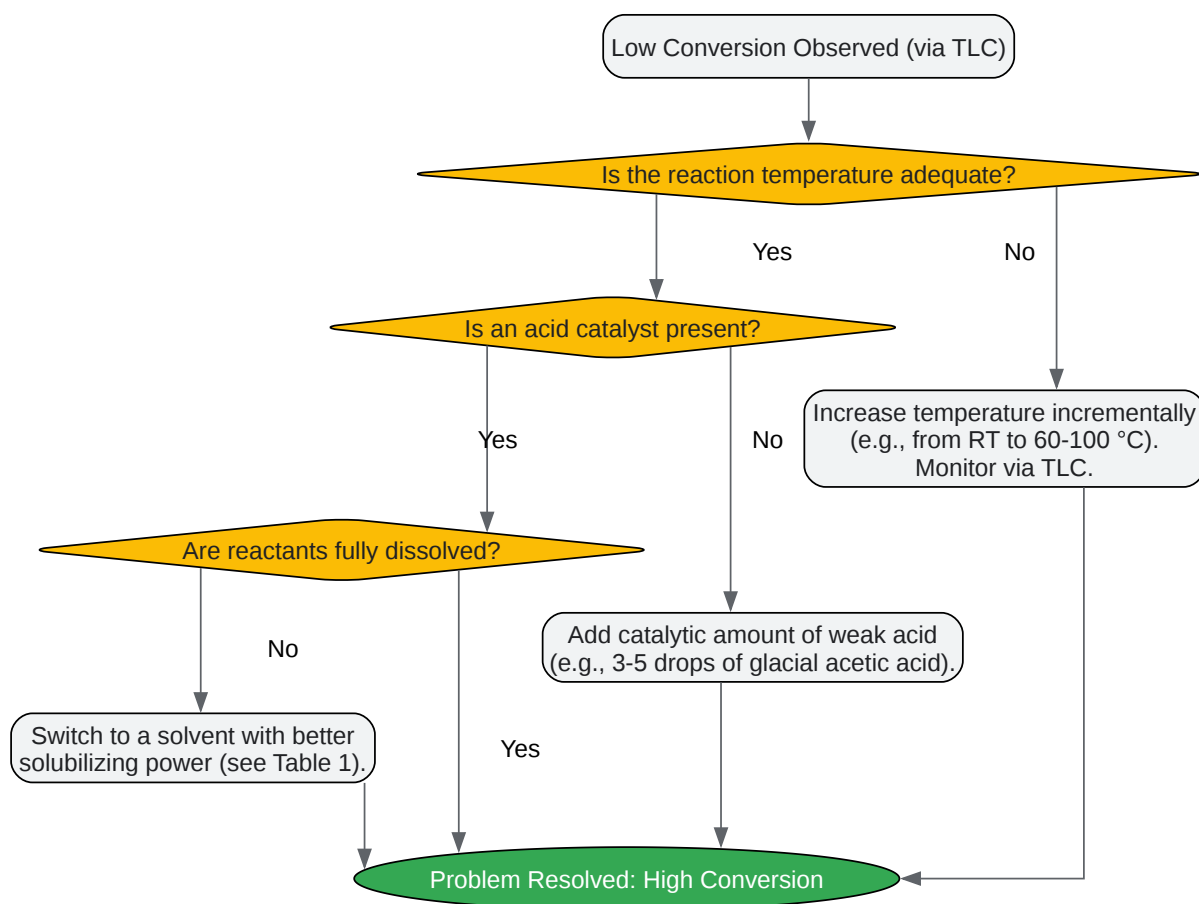 Low Conversion Observed (via TLC)
Is the reaction temperature adequate?
Yes
No
Is an acid catalyst present?
Increase temperature incrementally
(e.g., from RT to 60-100 °C).
Monitor via TLC.
Yes
No
Are reactants fully dissolved?
No
Add catalytic amount of weak acid
(e.g., 3-5 drops of glacial acetic acid).
Switch to a solvent with better
solubilizing power (see Table 1).
Yes
Problem Resolved: High Conversion